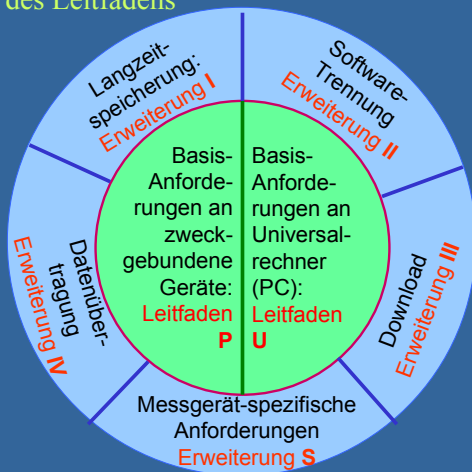 des Leitfadens
Langzeit-
speicherung:
Erweiterung I
Software-
Trennung
Erweiterung II
Basis-
Anforde-
rungen an
zweck-
gebundene
Geräte:
Leitfaden
P
Basis-
Anforde-
rungen an
Universal-
rechner
(PC):
Leitfaden
U
Datenüber-
tragung
Erweiterung IV
Download
Erweiterung III
Messgerät-spezifische
Anforderungen
Erweiterung S